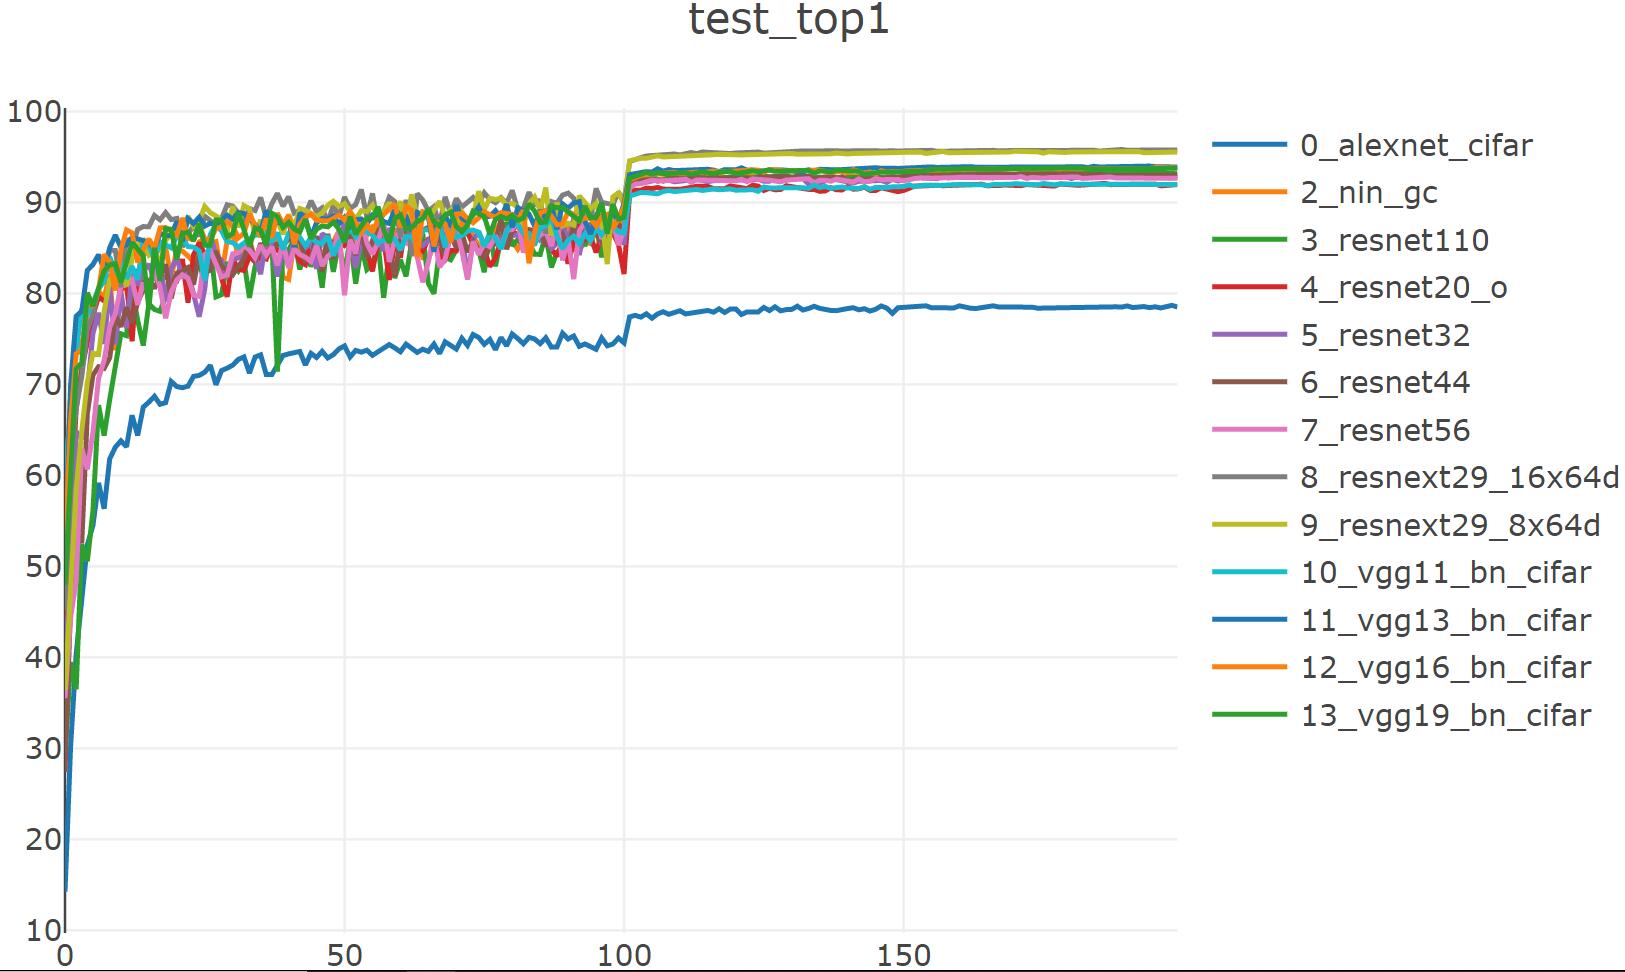 test_top1
100
90
80
70
60
50
40
30
20
10
0
50
100
150
0_alexnet_cifar
2_nin_gc
3_resnet110
4_resnet20_o
5_resnet32
6_resnet44
7_resnet56
8_resnext29_16x64d
9_resnext29_8x64d
10_vgg11_bn_cifar
11_vgg13_bn_cifar
12_vgg16_bn_cifar
13_vgg19_bn_cifar